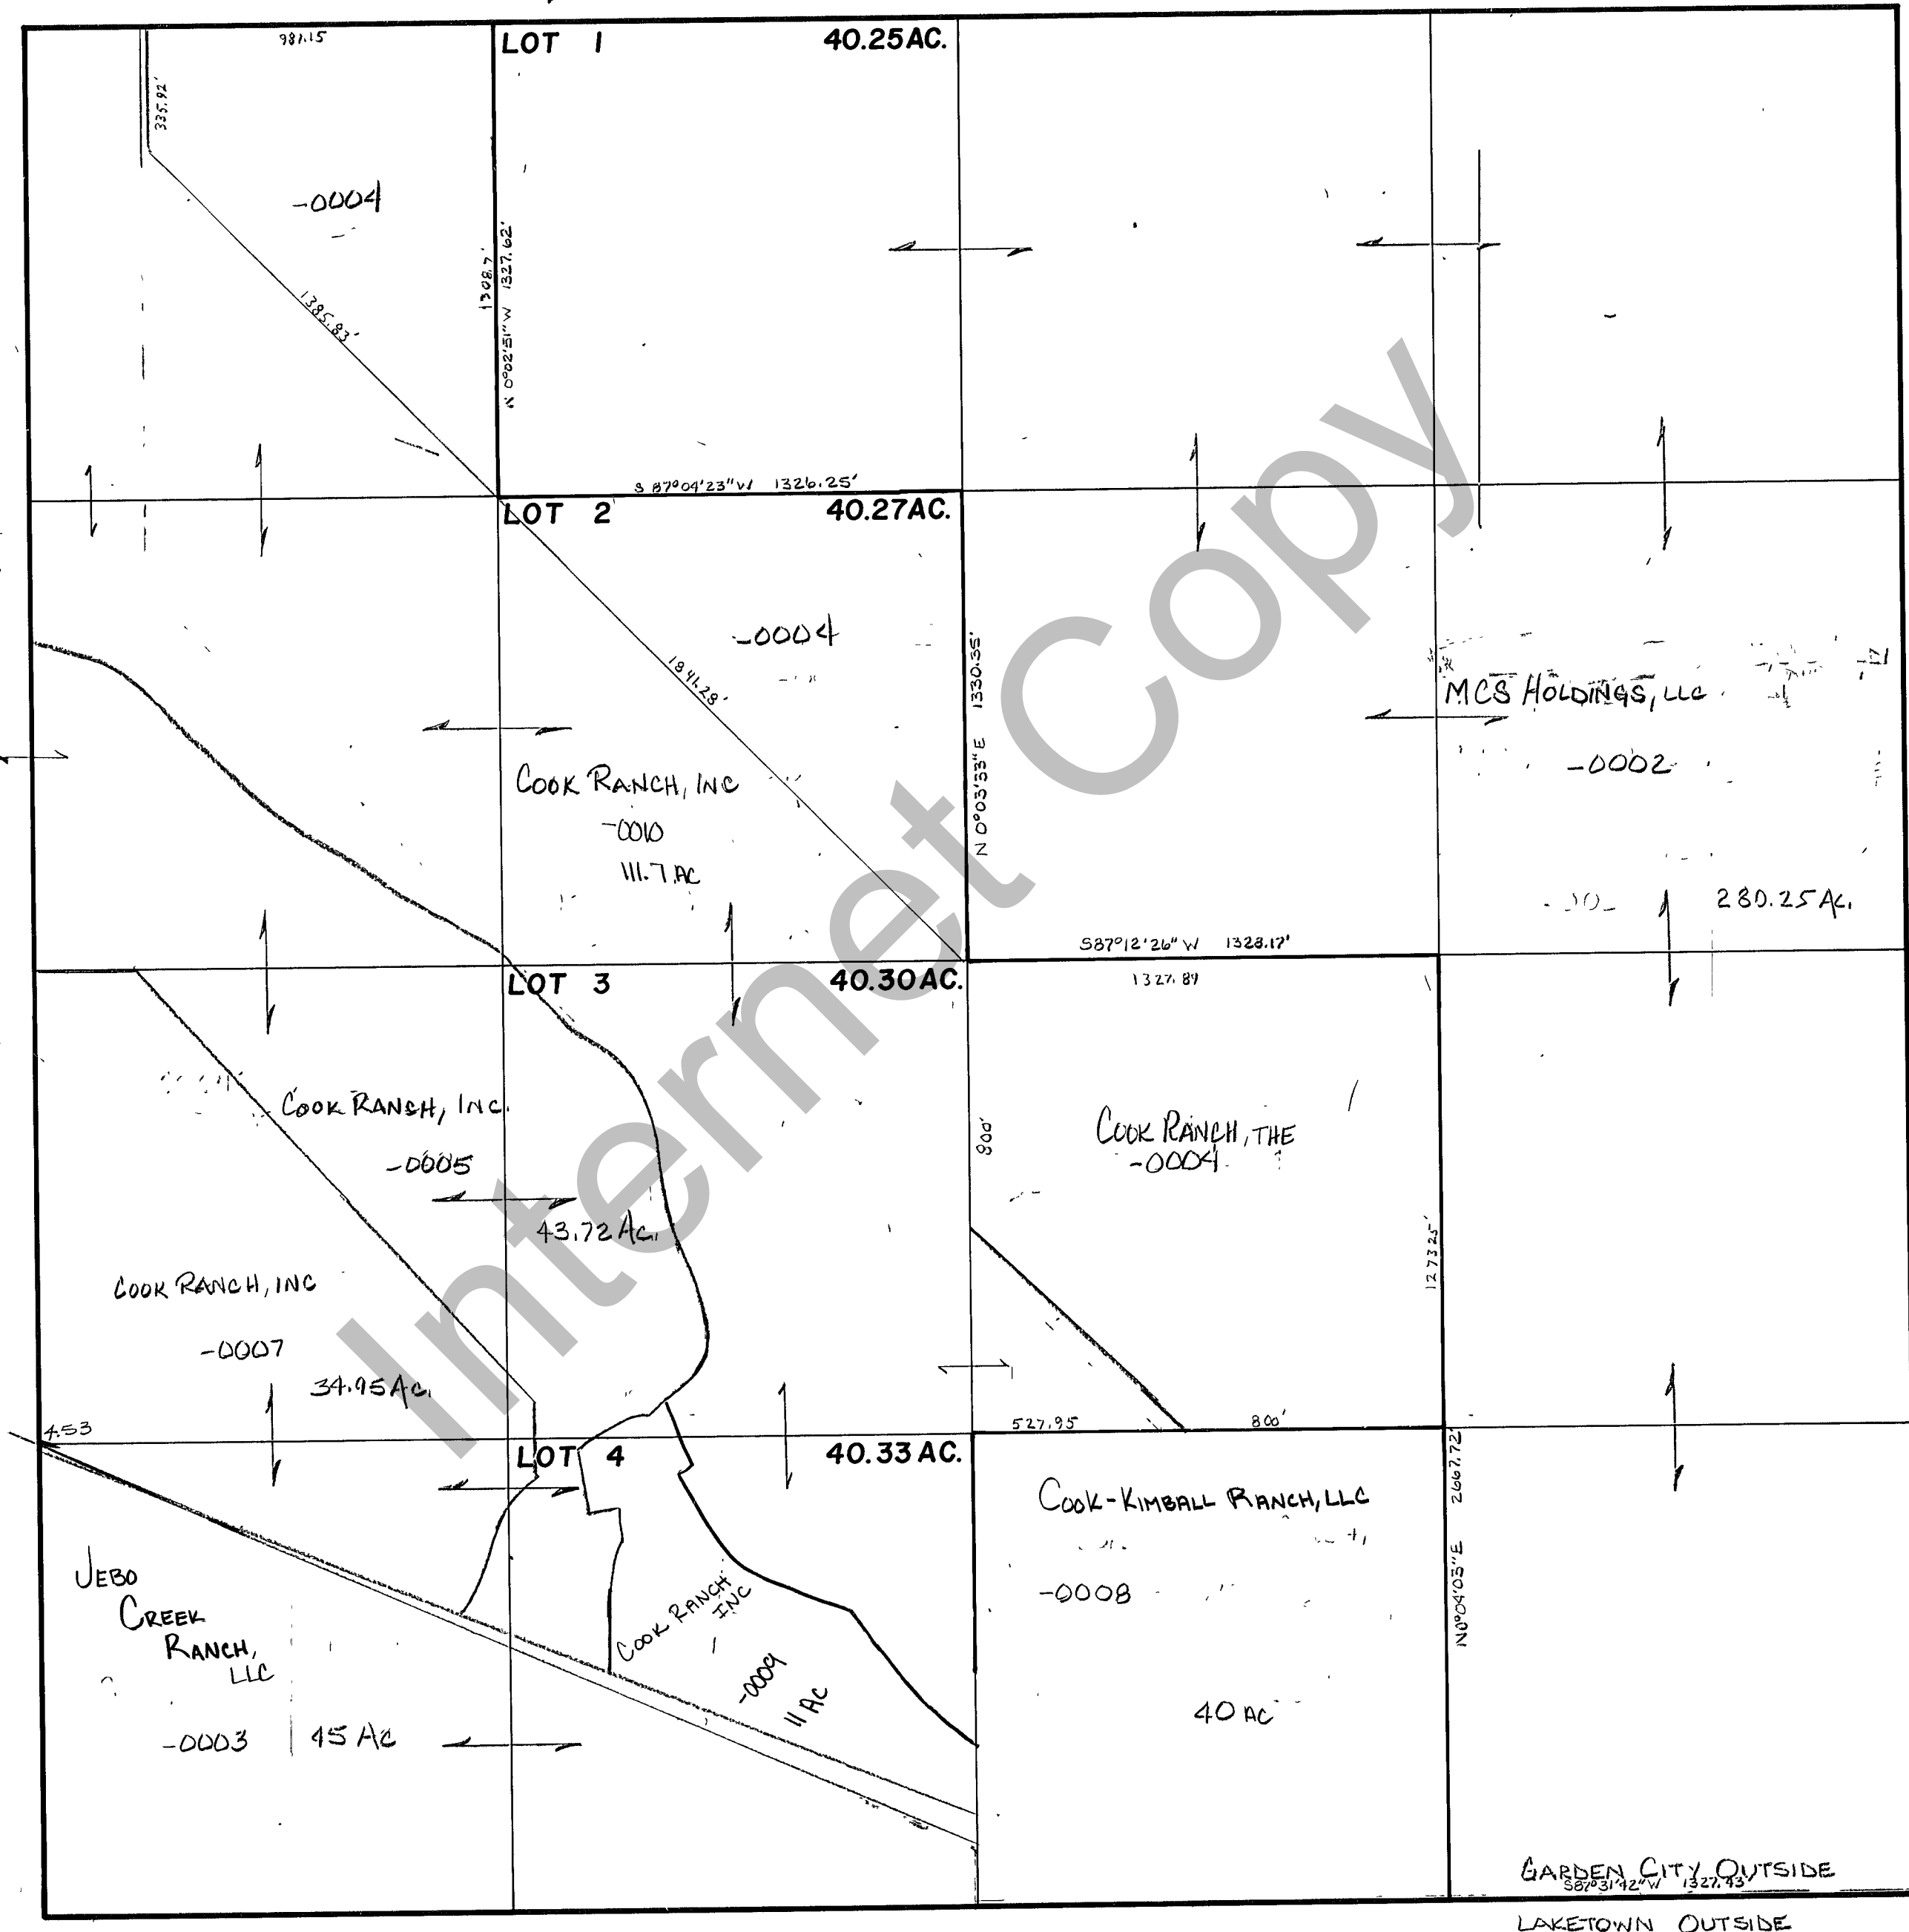 981.15
LOT 1 40.25AC.
335.92'
-0004
1308.7'
N 0°02'51"W 1327.62'
1385.83'
S 87°04'23"W 1326.25'
LOT 2 40.27AC.
-0004
1841.28'
N 0°03'33"E 1330.35'
MCS HOLDINGS, LLC
-0002
280.25 AC.
COOK RANCH, INC
-0010
111.7 AC
S87°12'26"W 1328.17'
1327.89
LOT 3 40.30AC.
COOK RANCH, INC.
-0005
43.72 AC.
800'
COOK RANCH, THE
-0004
1273.25'
COOK RANCH, INC
-0007
34.95 AC.
527.95 800'
4.53
LOT 4 40.33AC.
COOK-KIMBALL RANCH, LLC
-0008
40 AC
N0°04'03"E 2667.72'
COOK RANCH
INC
-0009
11 AC
JEBO
CREEK
RANCH,
LLC
-0003 45 AC
GARDEN CITY OUTSIDE
S87°31'42"W 1327.43'
LAKETOWN OUTSIDE
Internet Copy